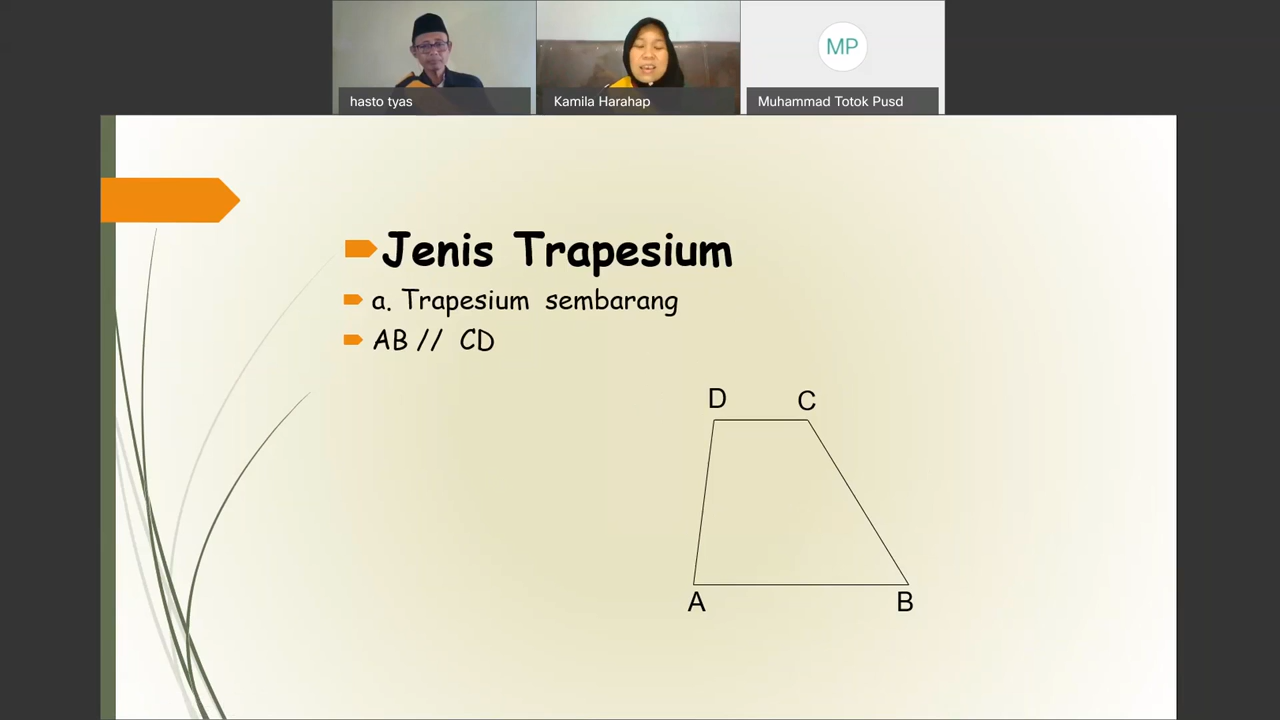 MP
hasto tyas
Kamila Harahap
Muhammad Totok Pusd
Jenis Trapesium
a. Trapesium sembarang
AB // CD
D C
A B